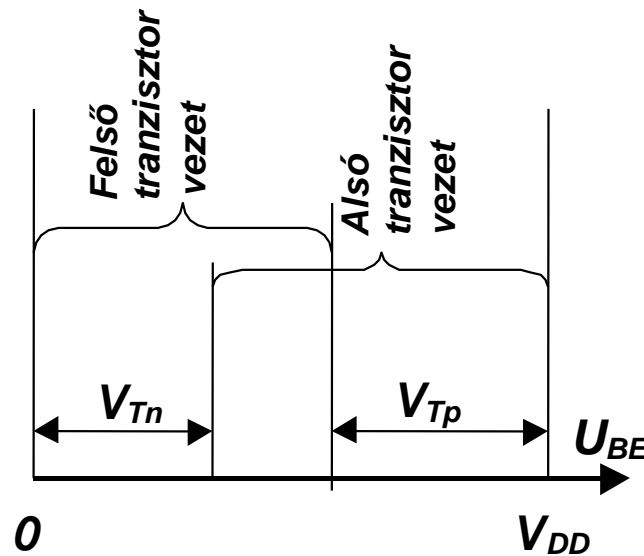 Felső
tranzisztor
vezet
Alsó
tranzisztor
vezet
VTn
VTp
UBE
0
VDD